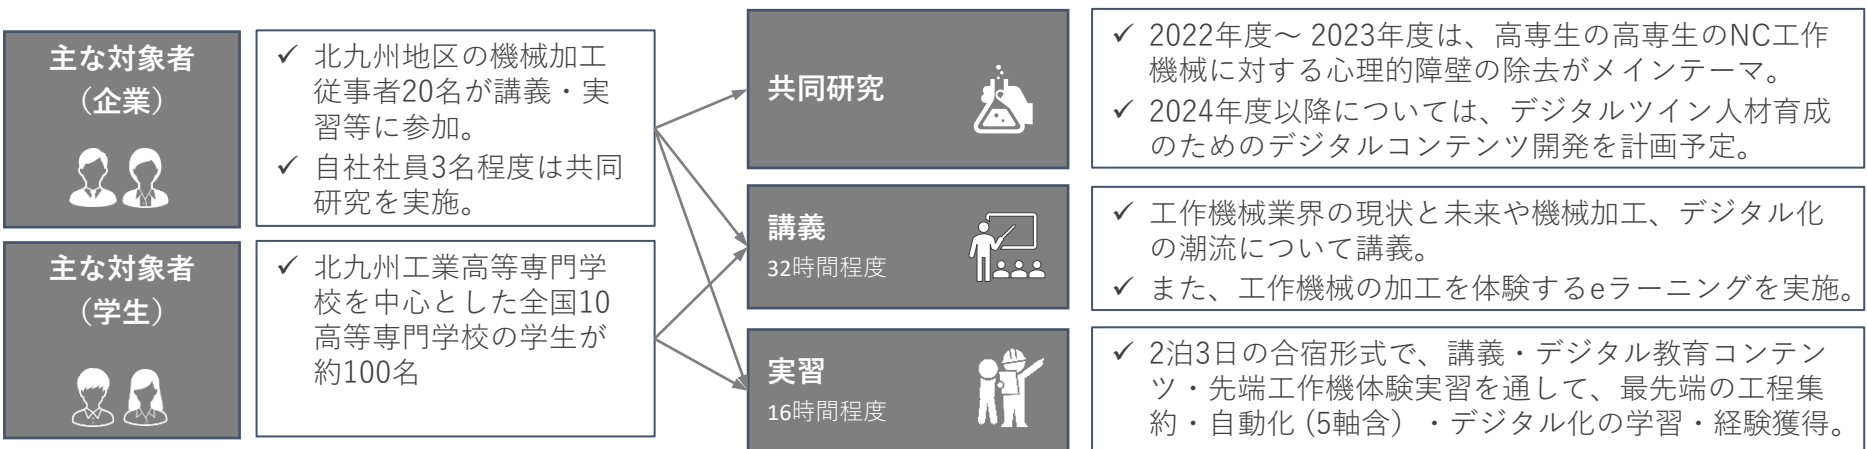 主な対象者
（企業）
✓ 北九州地区の機械加工
従事者20名が講義・実
習等に参加。
✓ 自社社員3名程度は共同
研究を実施。
主な対象者
（学生）
✓ 北九州工業高等専門学
校を中心とした全国10
高等専門学校の学生が
約100名
共同研究
✓ 2022年度～ 2023年度は、高専生の高専生のNC工作
機械に対する心理的障壁の除去がメインテーマ。
✓ 2024年度以降については、デジタルツイン人材育成
のためのデジタルコンテンツ開発を計画予定。
講義
32時間程度
✓ 工作機械業界の現状と未来や機械加工、デジタル化
の潮流について講義。
✓ また、工作機械の加工を体験するeラーニングを実施。
実習
16時間程度
✓ 2泊3日の合宿形式で、講義・デジタル教育コンテン
ツ・先端工作機体験実習を通して、最先端の工程集
約・自動化 (5軸含）・デジタル化の学習・経験獲得。